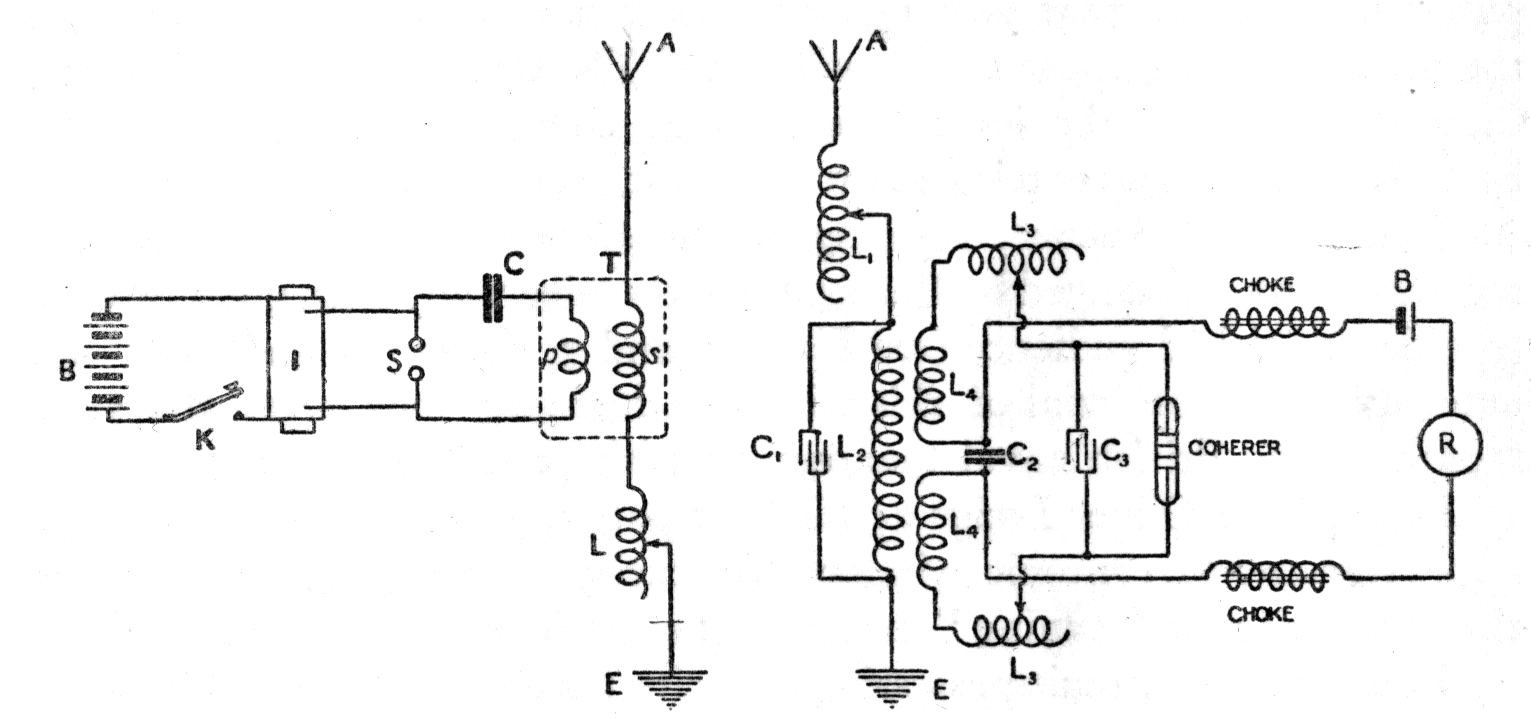 A
A
L₁
L₃
T
C
CHOKE
B
B
I
S
p
s
L₄
K
C₁
L₂
C₂
C₃
COHERER
R
L
L₄
CHOKE
E
E
L₃